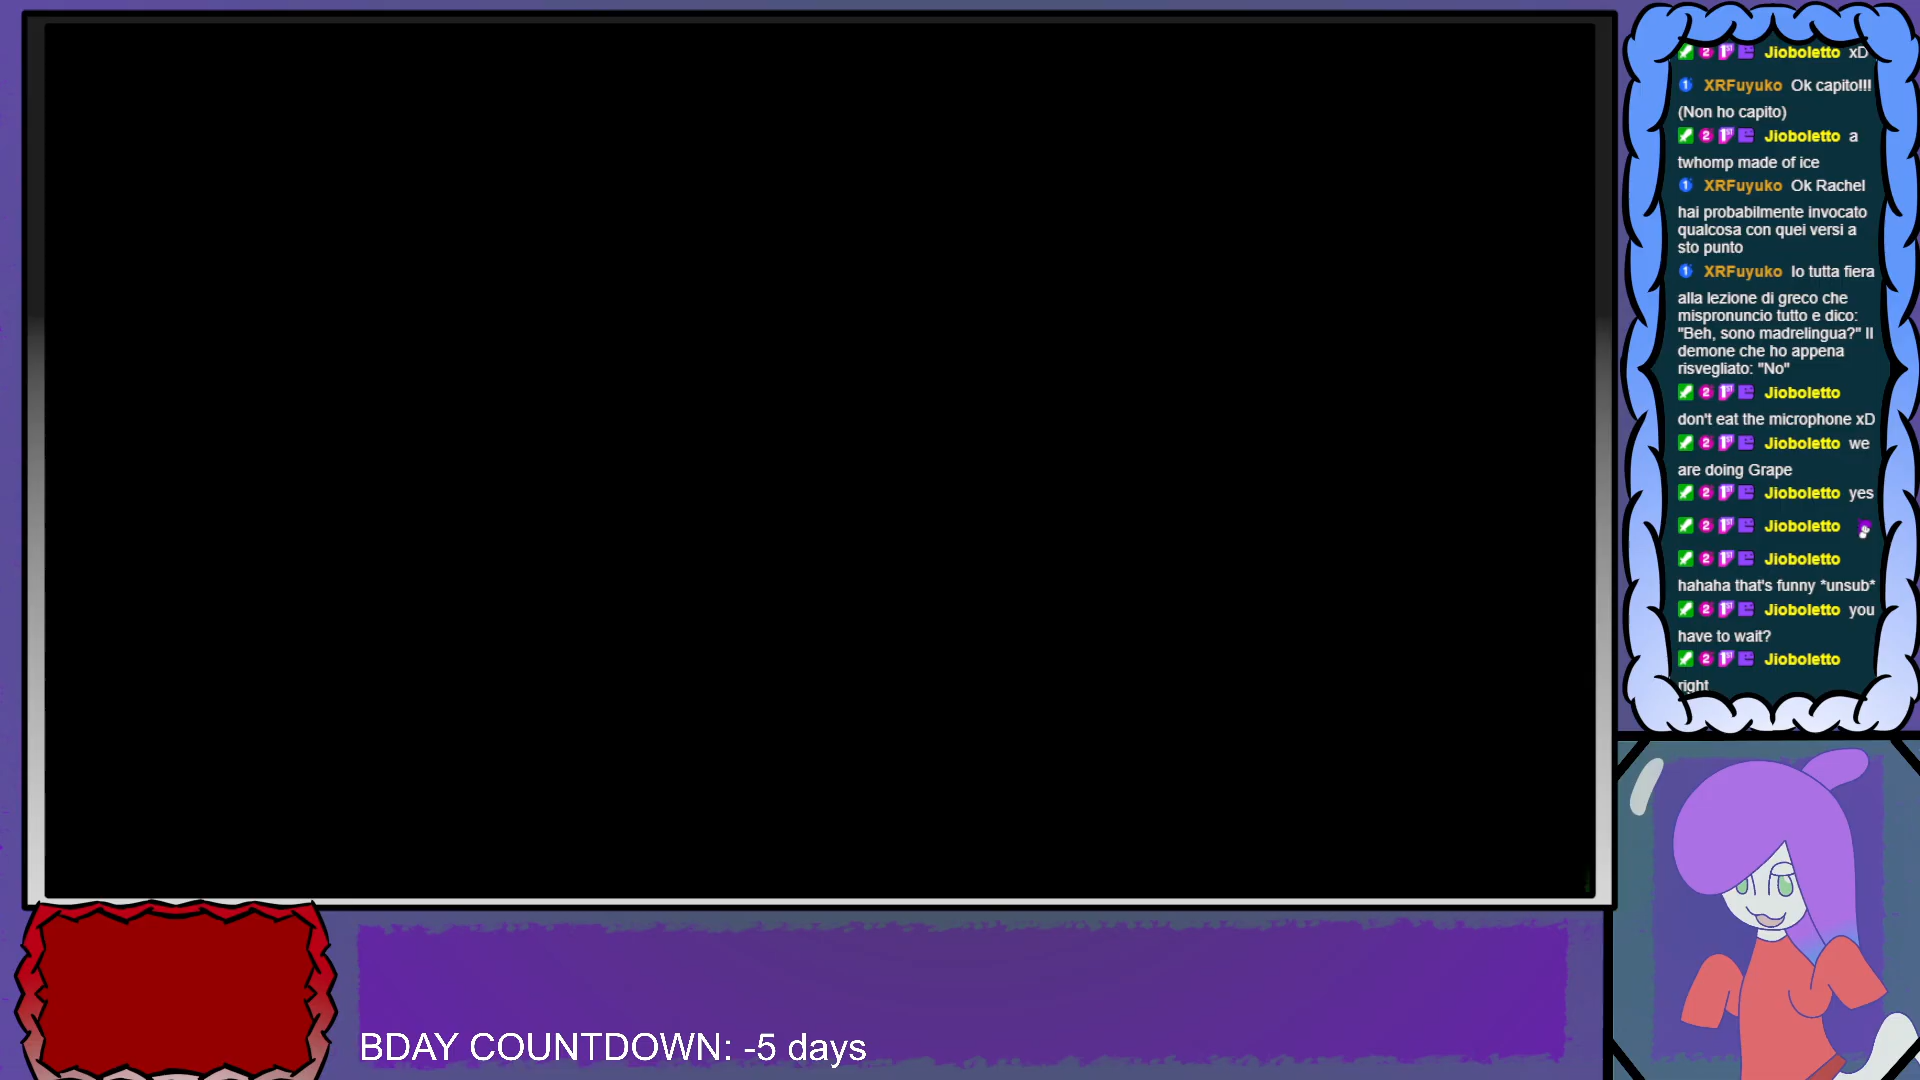 Jioboletto xD
XRFuyuko Ok capito!!!
(Non ho capito)
Jioboletto a
twhomp made of ice
XRFuyuko Ok Rachel
hai probabilmente invocato
qualcosa con quei versi a
sto punto
XRFuyuko Io tutta fiera
alla lezione di greco che
mispronuncio tutto e dico:
"Beh, sono madrelingua?" Il
demone che ho appena
risvegliato: "No"
Jioboletto
don't eat the microphone xD
Jioboletto we
are doing Grape
Jioboletto yes
Jioboletto
Jioboletto
hahaha that's funny *unsub*
Jioboletto you
have to wait?
Jioboletto
right
BDAY COUNTDOWN: -5 days